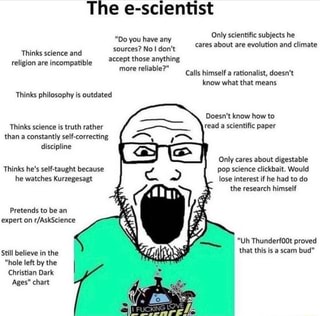 The e-scientist
"Do you have any
sources? No I don't
accept those anything
more reliable?"
Only scientific subjects he
cares about are evolution and climate
Thinks science and
religion are incompatible
Calls himself a rationalist, doesn't
know what that means
Thinks philosophy is outdated
Doesn't know how to
read a scientific paper
Thinks science is truth rather
than a constantly self-correcting
discipline
Only cares about digestable
pop science clickbait. Would
lose interest if he had to do
the research himself
Thinks he's self-taught because
he watches Kurzegesagt
Pretends to be an
expert on r/AskScience
"Uh Thunderf00t proved
that this is a scam bud"
Still believe in the
"hole left by the
Christian Dark
Ages" chart
I FUCKING
SCIENCE!